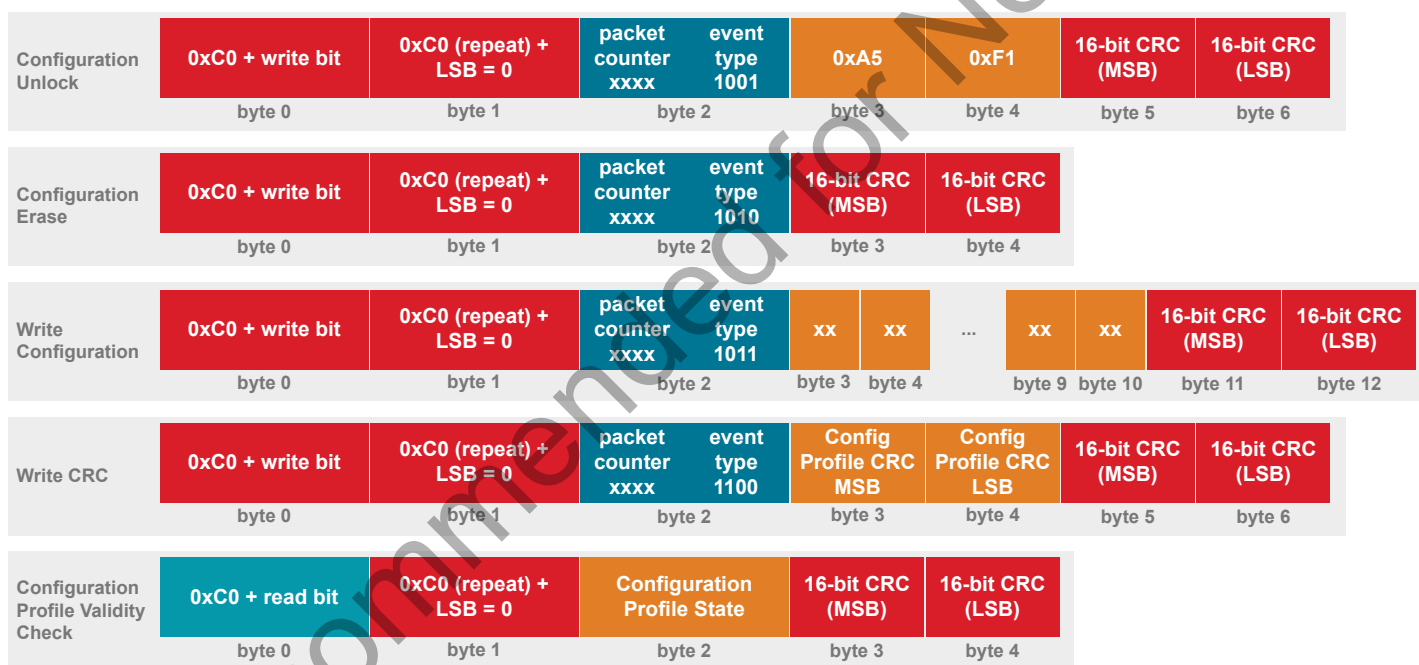 Configuration
Unlock
0xC0 + write bit
0xC0 (repeat) +
LSB = 0
packet event
counter type
xxxx 1001
0xA5
0xF1
16-bit CRC
(MSB)
16-bit CRC
(LSB)
byte 0 byte 1 byte 2 byte 3 byte 4 byte 5 byte 6
Configuration
Erase
0xC0 + write bit
0xC0 (repeat) +
LSB = 0
packet event
counter type
xxxx 1010
16-bit CRC
(MSB)
16-bit CRC
(LSB)
byte 0 byte 1 byte 2 byte 3 byte 4
Write
Configuration
0xC0 + write bit
0xC0 (repeat) +
LSB = 0
packet event
counter type
xxxx 1011
xx
xx
...
xx
xx
16-bit CRC
(MSB)
16-bit CRC
(LSB)
byte 0 byte 1 byte 2 byte 3 byte 4 byte 9 byte 10 byte 11 byte 12
Write CRC
0xC0 + write bit
0xC0 (repeat) +
LSB = 0
packet event
counter type
xxxx 1100
Config
Profile CRC
MSB
Config
Profile CRC
LSB
16-bit CRC
(MSB)
16-bit CRC
(LSB)
byte 0 byte 1 byte 2 byte 3 byte 4 byte 5 byte 6
Configuration
Profile Validity
Check
0xC0 + read bit
0xC0 (repeat) +
LSB = 0
Configuration
Profile State
16-bit CRC
(MSB)
16-bit CRC
(LSB)
byte 0 byte 1 byte 2 byte 3 byte 4
ommended for N